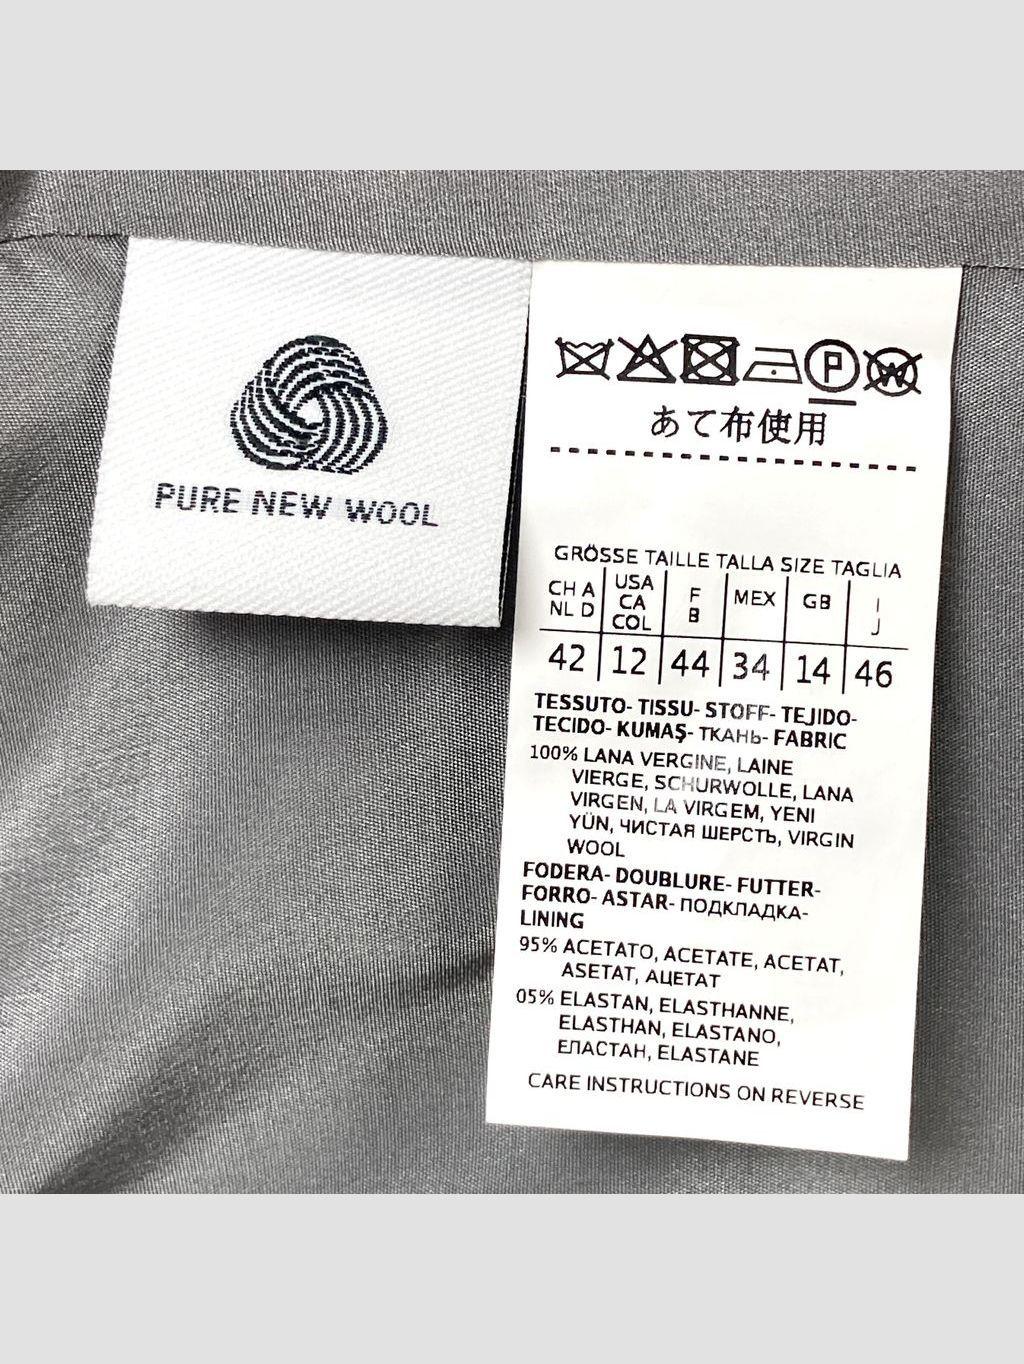 PURE NEW WOOL
P W
あて布使用
GRÖSSE TAILLE TALLA SIZE TAGLIA
CH A NL D USA CA COL F B MEX GB I J
42 12 44 34 14 46
TESSUTO- TISSU- STOFF- TEJIDO-
TECIDO- KUMAŞ- ТКАНЬ- FABRIC
100% LANA VERGINE, LAINE
VIERGE, SCHURWOLLE, LANA
VIRGEN, LA VIRGEM, YENI
YÜN, ЧИСТАЯ ШЕРСТЬ, VIRGIN
WOOL
FODERA- DOUBLURE- FUTTER-
FORRO- ASTAR- ПОДКЛАДКА-
LINING
95% ACETATO, ACETATE, ACETAT,
ASETAT, АЦЕТАТ
05% ELASTAN, ELASTHANNE,
ELASTHAN, ELASTANO,
ЕЛАСТАН, ELASTANE
CARE INSTRUCTIONS ON REVERSE